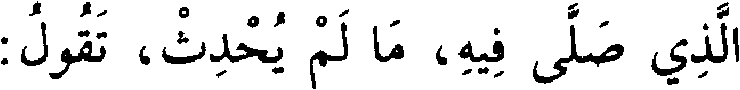 الَّذِي صَلَّى فِيهِ، مَا لَمْ يُحْدِثْ، تَقُولُ: